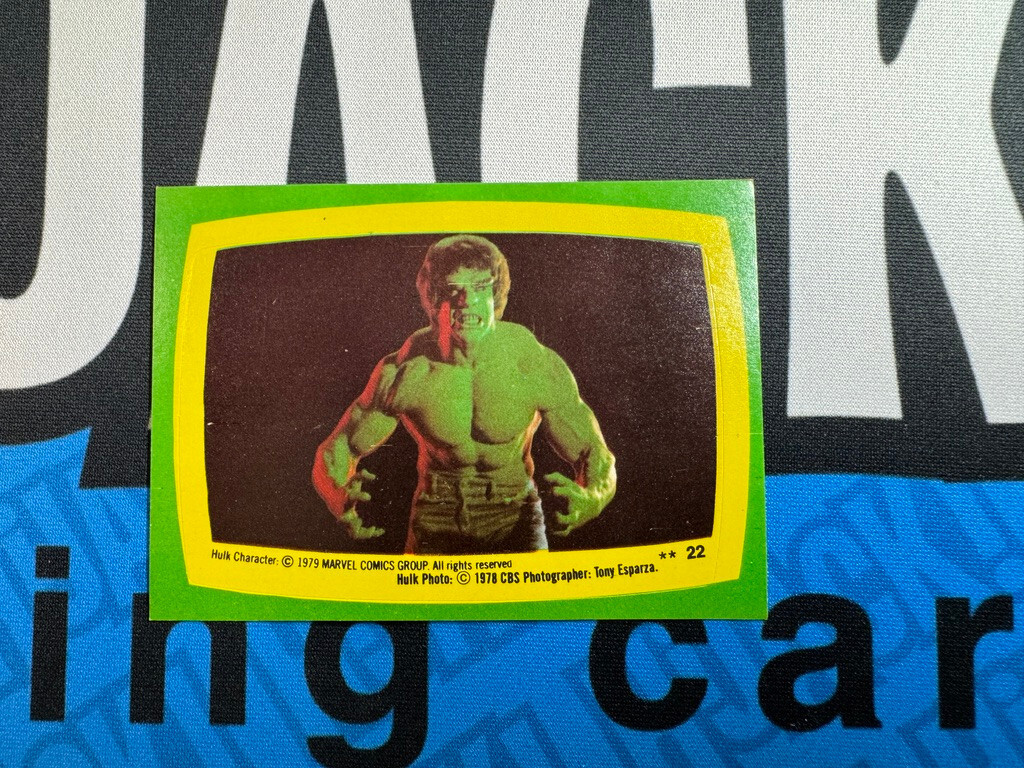 JACK
Hulk Character: © 1979 MARVEL COMICS GROUP. All rights reserved
** 22
Hulk Photo: © 1978 CBS Photographer: Tony Esparza.
ing car